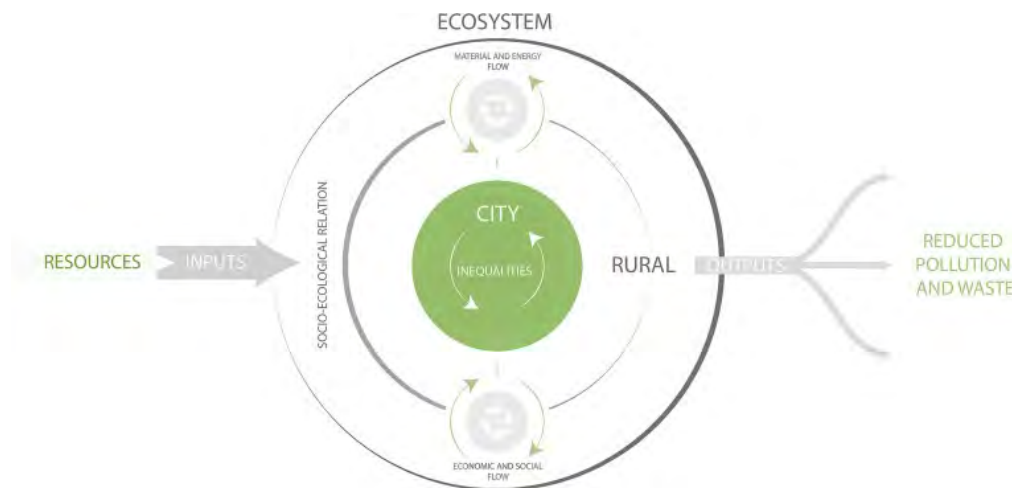 ECOSYSTEM
MATERIAL AND ENERGY
FLOW
SOCIO-ECOLOGICAL RELATION
CITY
INEQUALITIES
RESOURCES
INPUTS
RURAL
OUTPUTS
REDUCED
POLLUTION
AND WASTE
ECONOMIC AND SOCIAL
FLOW